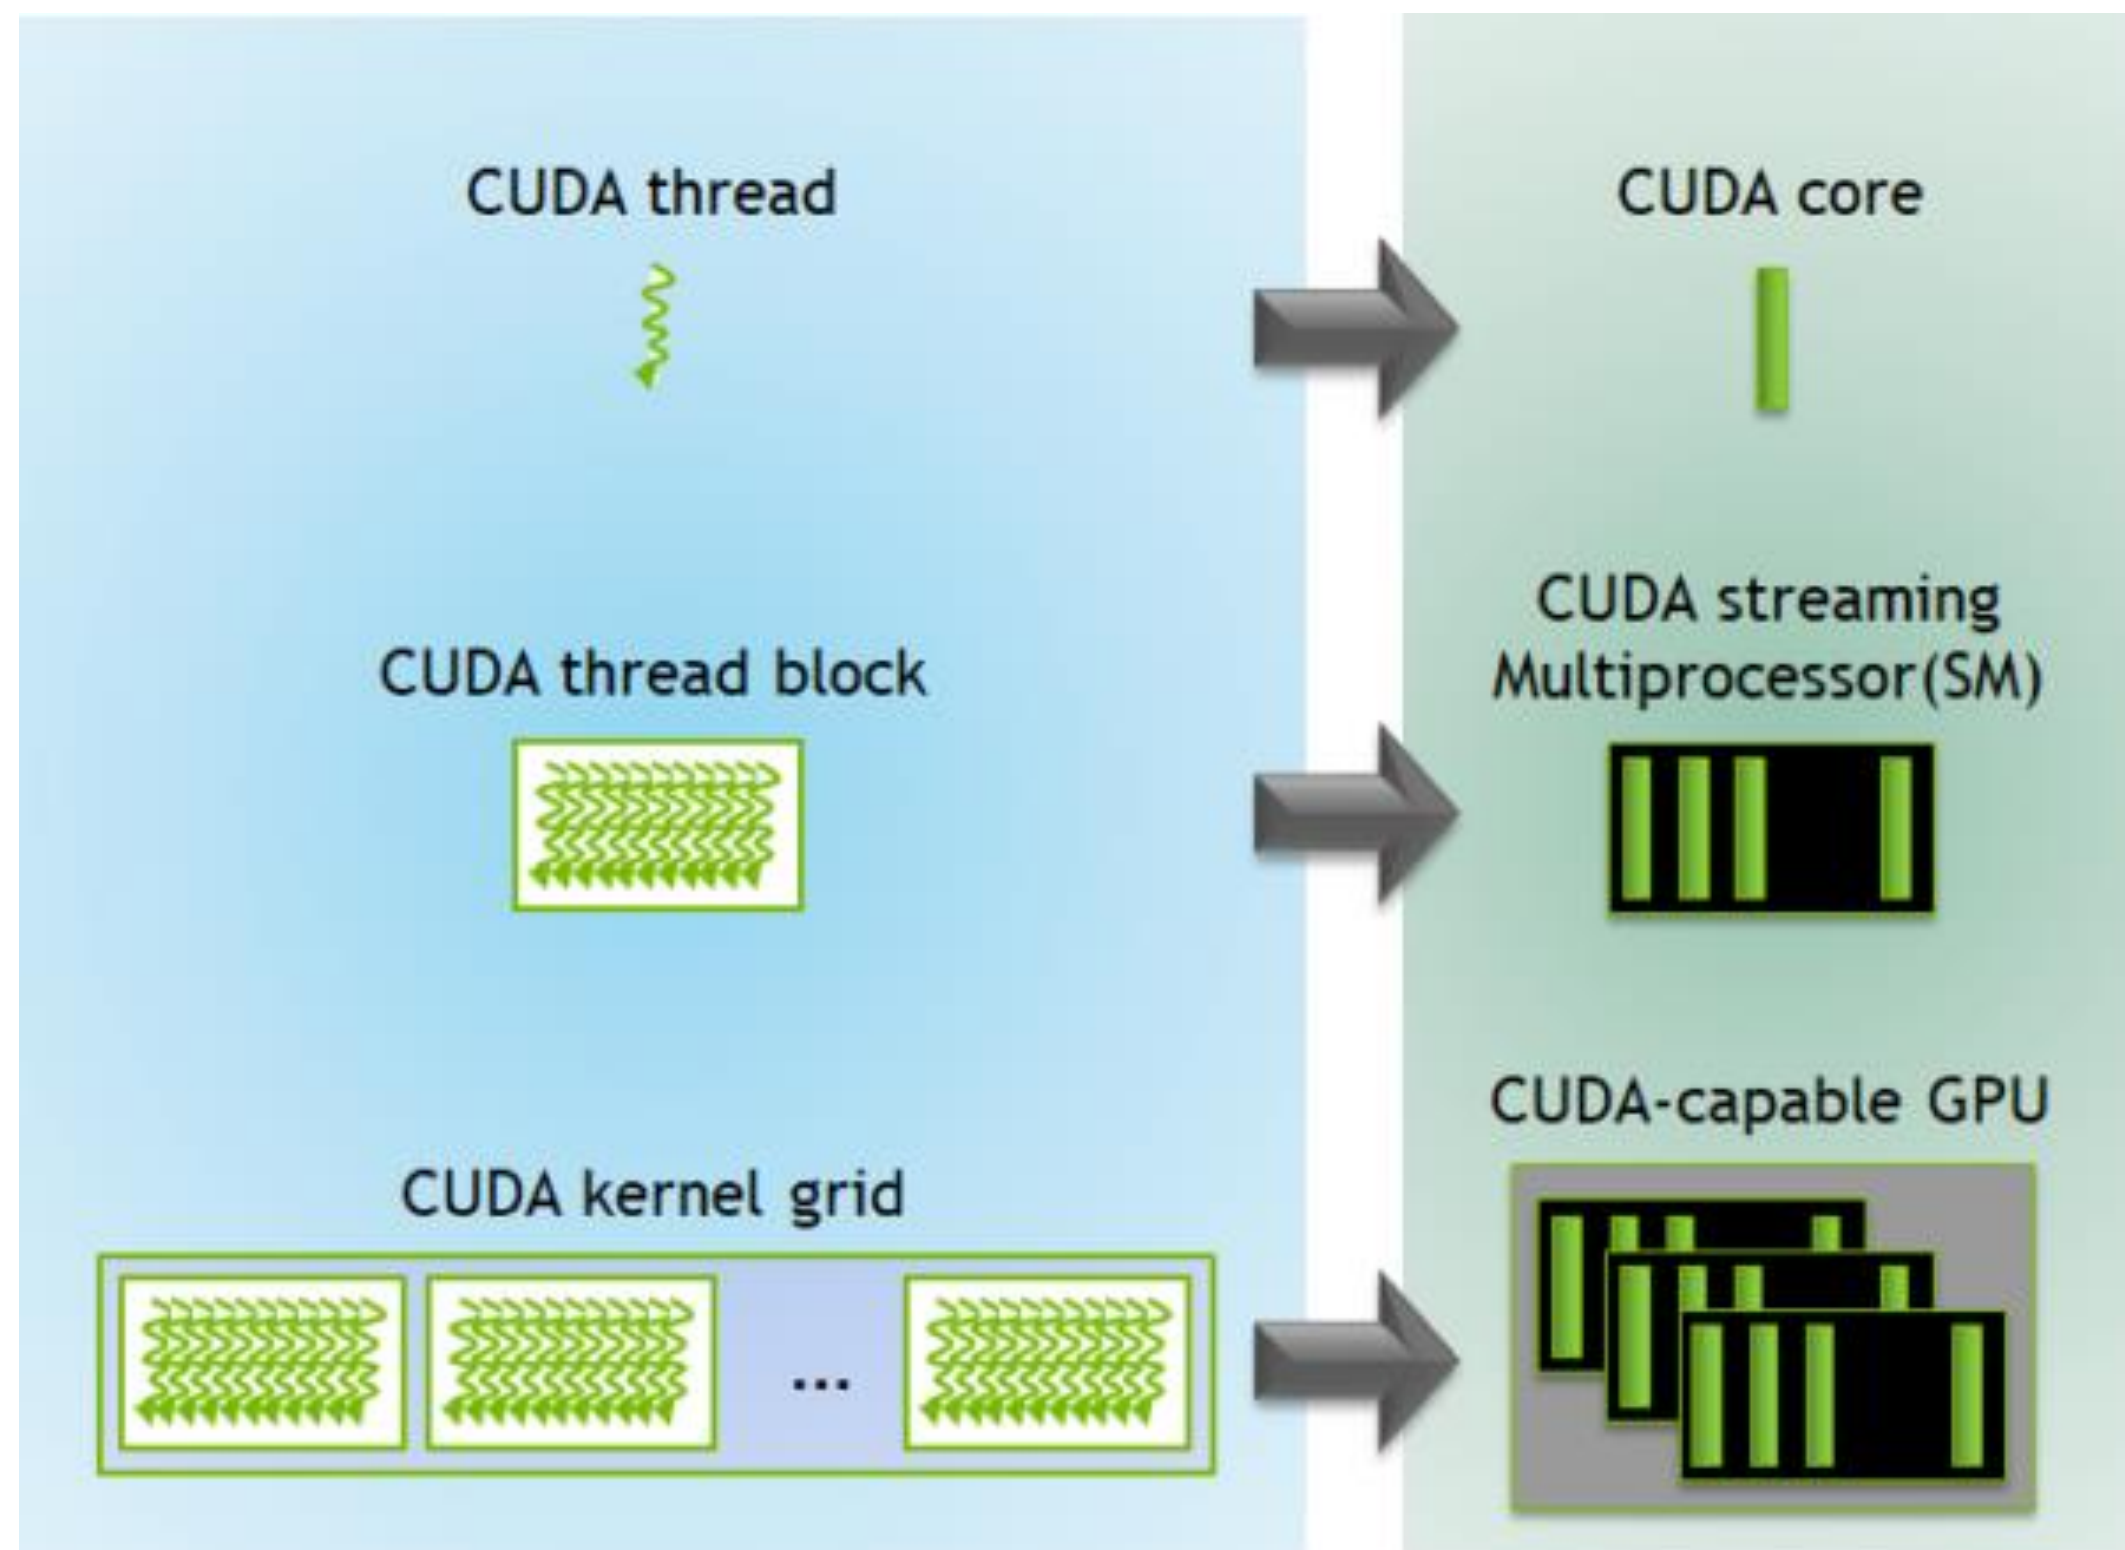 CUDA thread
CUDA core
CUDA thread block
CUDA streaming
Multiprocessor(SM)
CUDA kernel grid
...
CUDA-capable GPU